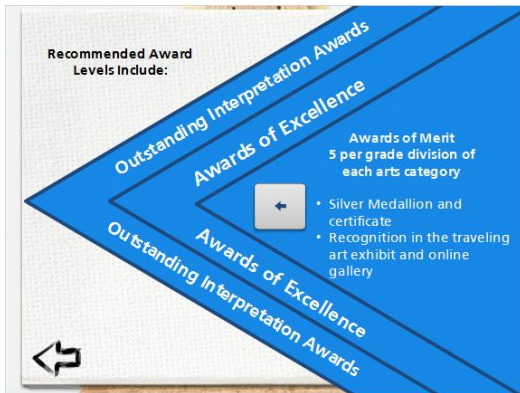 Recommended Award
Levels Include:
Outstanding Interpretation Awards
Awards of Excellence
Awards of Merit
5 per grade division of
each arts category
• Silver Medallion and
certificate
• Recognition in the traveling
art exhibit and online
gallery
Awards of Excellence
Outstanding Interpretation Awards